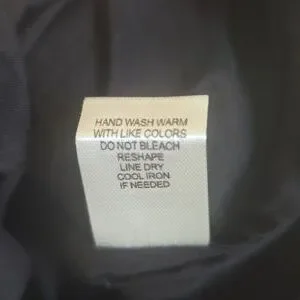 HAND WASH WARM
WITH LIKE COLORS
DO NOT BLEACH
RESHAPE
LINE DRY
COOL IRON
IF NEEDED